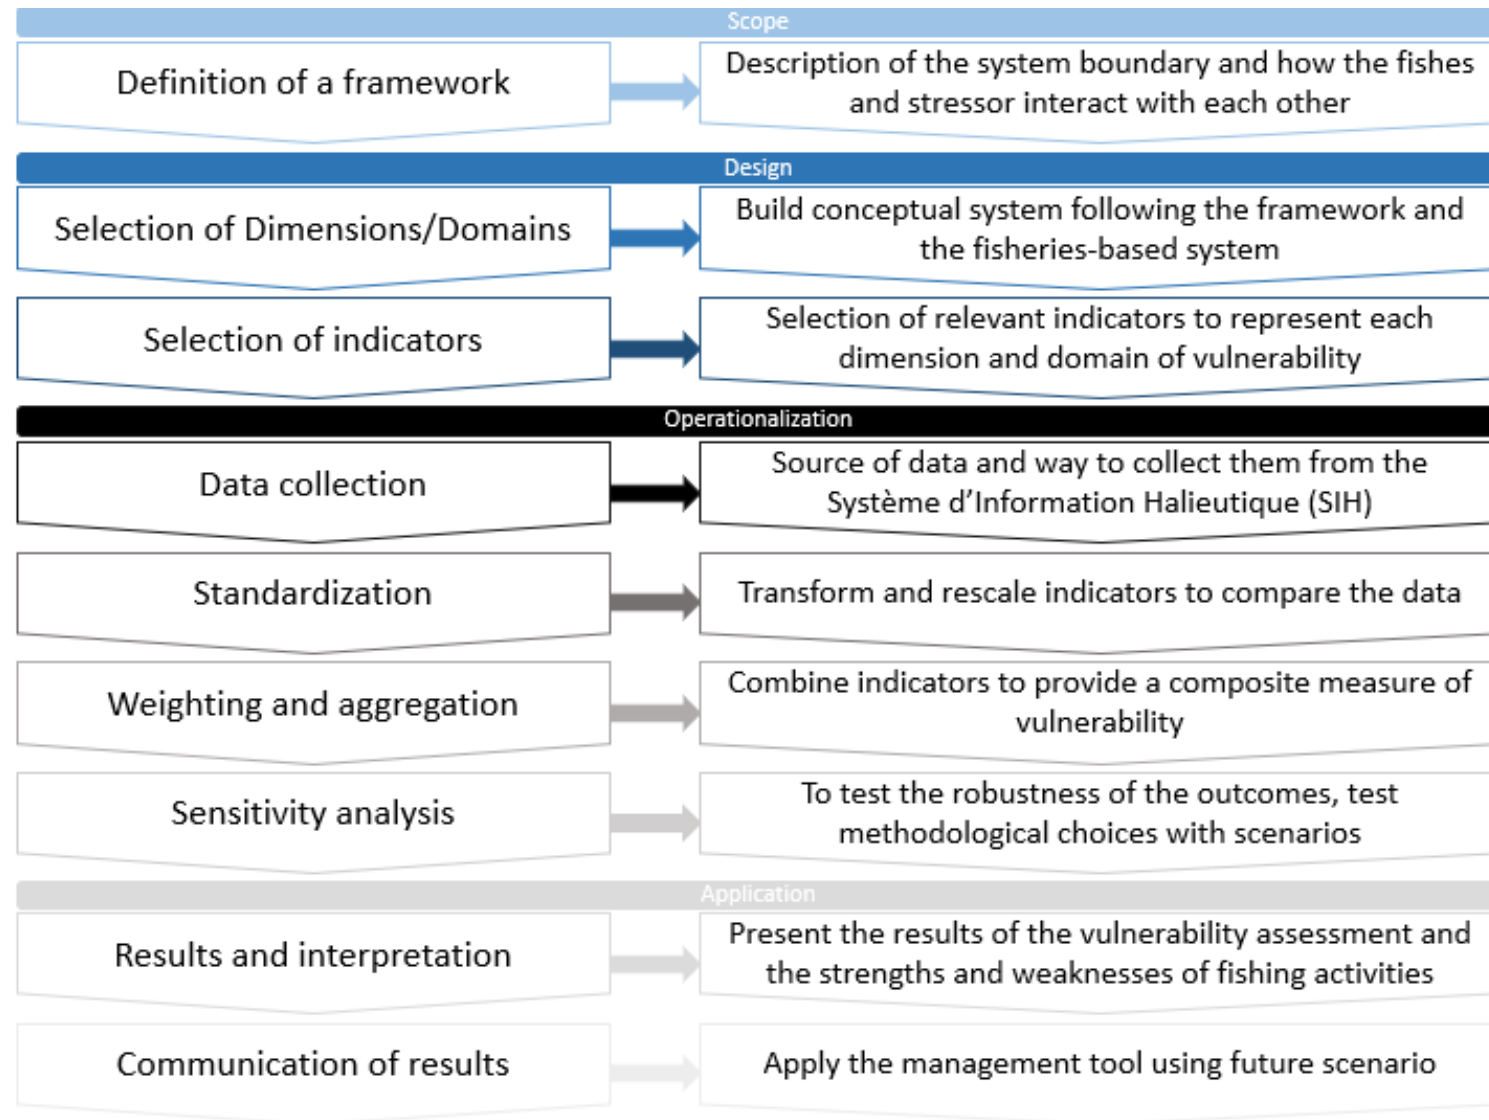 Scope
Definition of a framework
Description of the system boundary and how the fishes
and stressor interact with each other
Design
Selection of Dimensions/Domains
Build conceptual system following the framework and
the fisheries-based system
Selection of indicators
Selection of relevant indicators to represent each
dimension and domain of vulnerability
Operationalization
Data collection
Source of data and way to collect them from the
Système d’Information Halieutique (SIH)
Standardization
Transform and rescale indicators to compare the data
Weighting and aggregation
Combine indicators to provide a composite measure of
vulnerability
Sensitivity analysis
To test the robustness of the outcomes, test
methodological choices with scenarios
Application
Results and interpretation
Present the results of the vulnerability assessment and
the strengths and weaknesses of fishing activities
Communication of results
Apply the management tool using future scenario